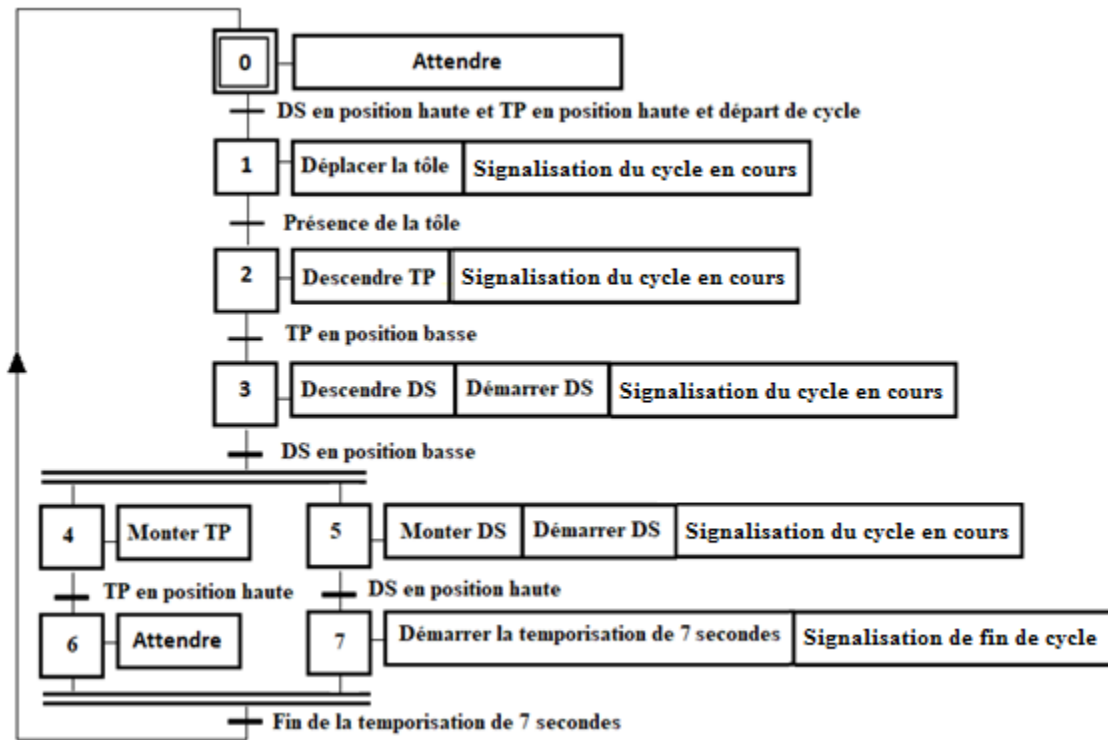 0 Attendre
DS en position haute et TP en position haute et départ de cycle
1 Déplacer la tôle Signalisation du cycle en cours
Présence de la tôle
2 Descendre TP Signalisation du cycle en cours
TP en position basse
3 Descendre DS Démarrer DS Signalisation du cycle en cours
DS en position basse
4 Monter TP 5 Monter DS Démarrer DS Signalisation du cycle en cours
TP en position haute DS en position haute
6 Attendre 7 Démarrer la temporisation de 7 secondes Signalisation de fin de cycle
Fin de la temporisation de 7 secondes